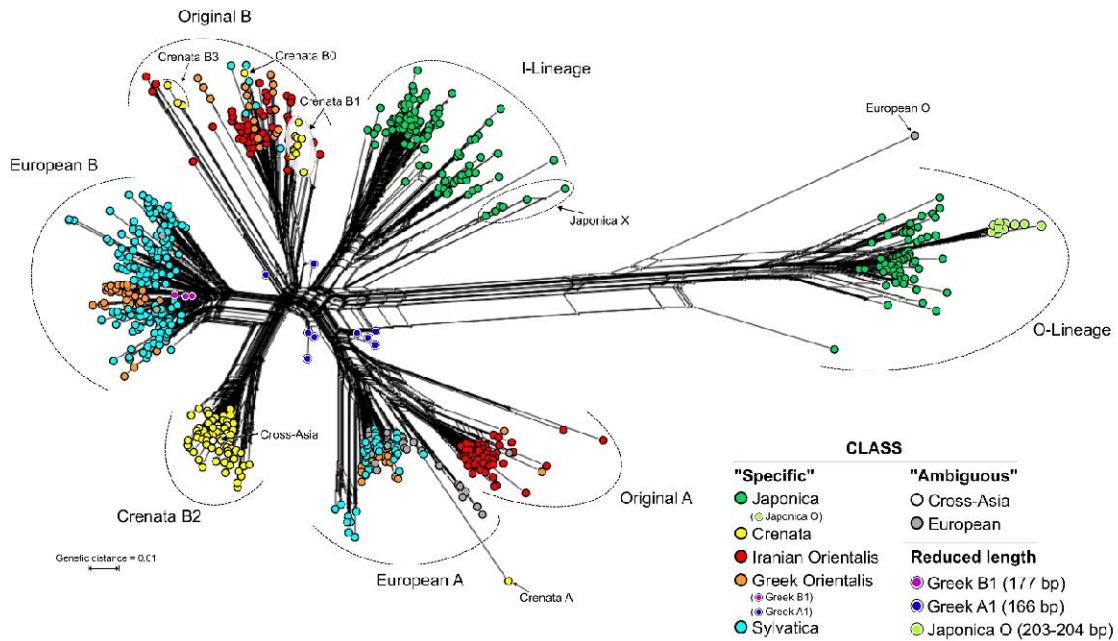 Original B
Crenata B3
Crenata B0
I-Lineage
Crenata B1
European O
European B
Japonica X
O-Lineage
Cross-Asia
Original A
Crenata B2
European A
Crenata A
Genetic distance = 0.01
CLASS
"Specific"
Japonica
(Japonica O)
Crenata
Iranian Orientalis
Greek Orientalis
(Greek B1)
(Greek A1)
Sylvatica
"Ambiguous"
Cross-Asia
European
Reduced length
Greek B1 (177 bp)
Greek A1 (166 bp)
Japonica O (203-204 bp)